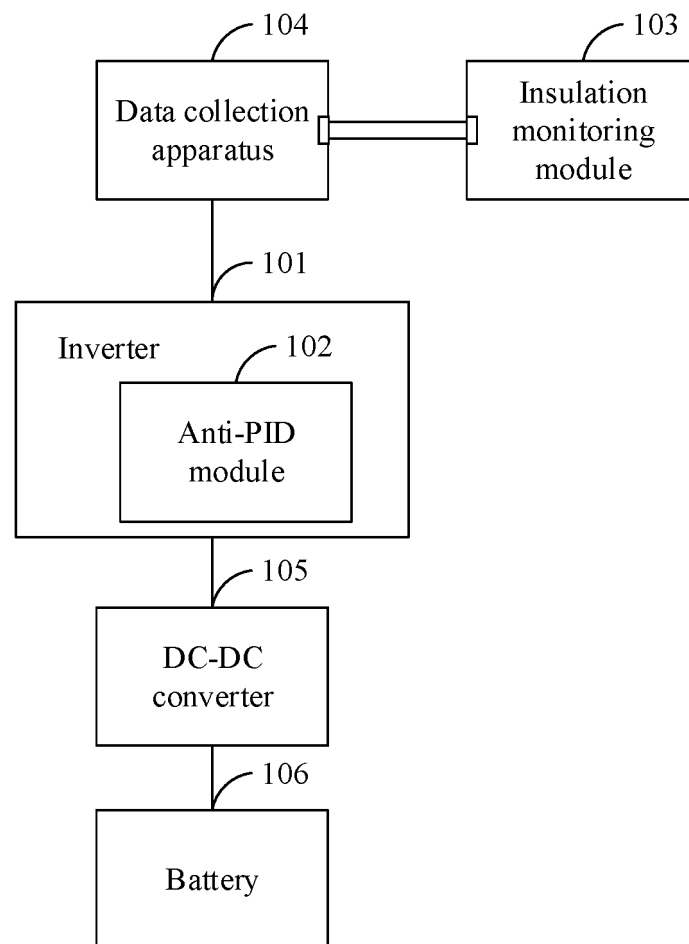 104
103
Data collection
apparatus
Insulation
monitoring
module
101
Inverter
102
Anti-PID
module
105
DC-DC
converter
106
Battery